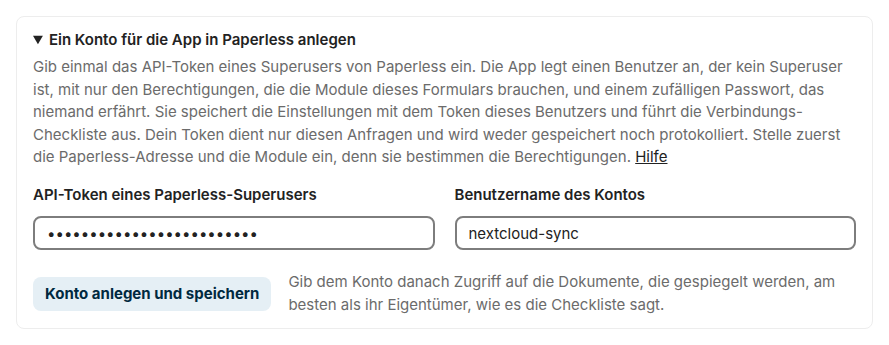 ▼ Ein Konto für die App in Paperless anlegen
Gib einmal das API-Token eines Superusers von Paperless ein. Die App legt einen Benutzer an, der kein Superuser
ist, mit nur den Berechtigungen, die die Module dieses Formulars brauchen, und einem zufälligen Passwort, das
niemand erfährt. Sie speichert die Einstellungen mit dem Token dieses Benutzers und führt die Verbindungs-
Checkliste aus. Dein Token dient nur diesen Anfragen und wird weder gespeichert noch protokolliert. Stelle zuerst
die Paperless-Adresse und die Module ein, denn sie bestimmen die Berechtigungen. Hilfe
API-Token eines Paperless-Superusers
•••••••••••••••••••••••••
Benutzername des Kontos
nextcloud-sync
Konto anlegen und speichern
Gib dem Konto danach Zugriff auf die Dokumente, die gespiegelt werden, am
besten als ihr Eigentümer, wie es die Checkliste sagt.